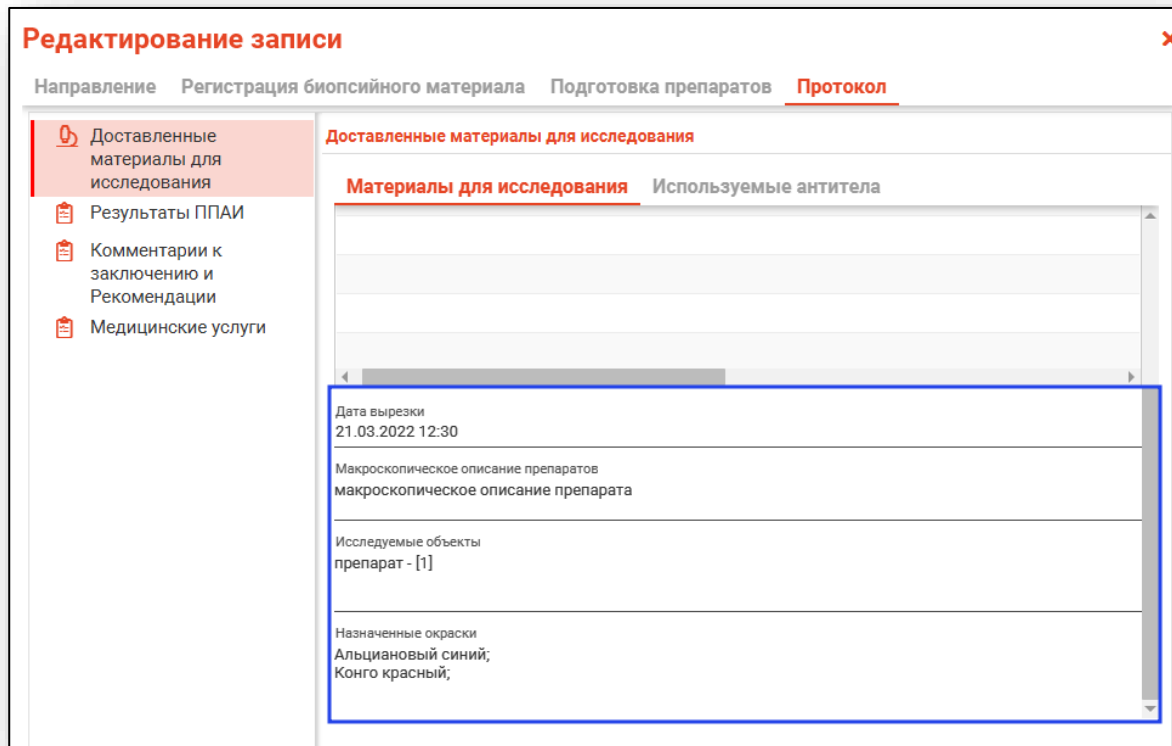 Редактирование записи
Направление Регистрация биопсийного материала Подготовка препаратов Протокол
Доставленные
материалы для
исследования
Результаты ППАИ
Комментарии к
заключению и
Рекомендации
Медицинские услуги
Доставленные материалы для исследования
Материалы для исследования Используемые антитела
Дата вырезки
21.03.2022 12:30
Макроскопическое описание препаратов
макроскопическое описание препарата
Исследуемые объекты
препарат - [1]
Назначенные окраски
Альциановый синий;
Конго красный;